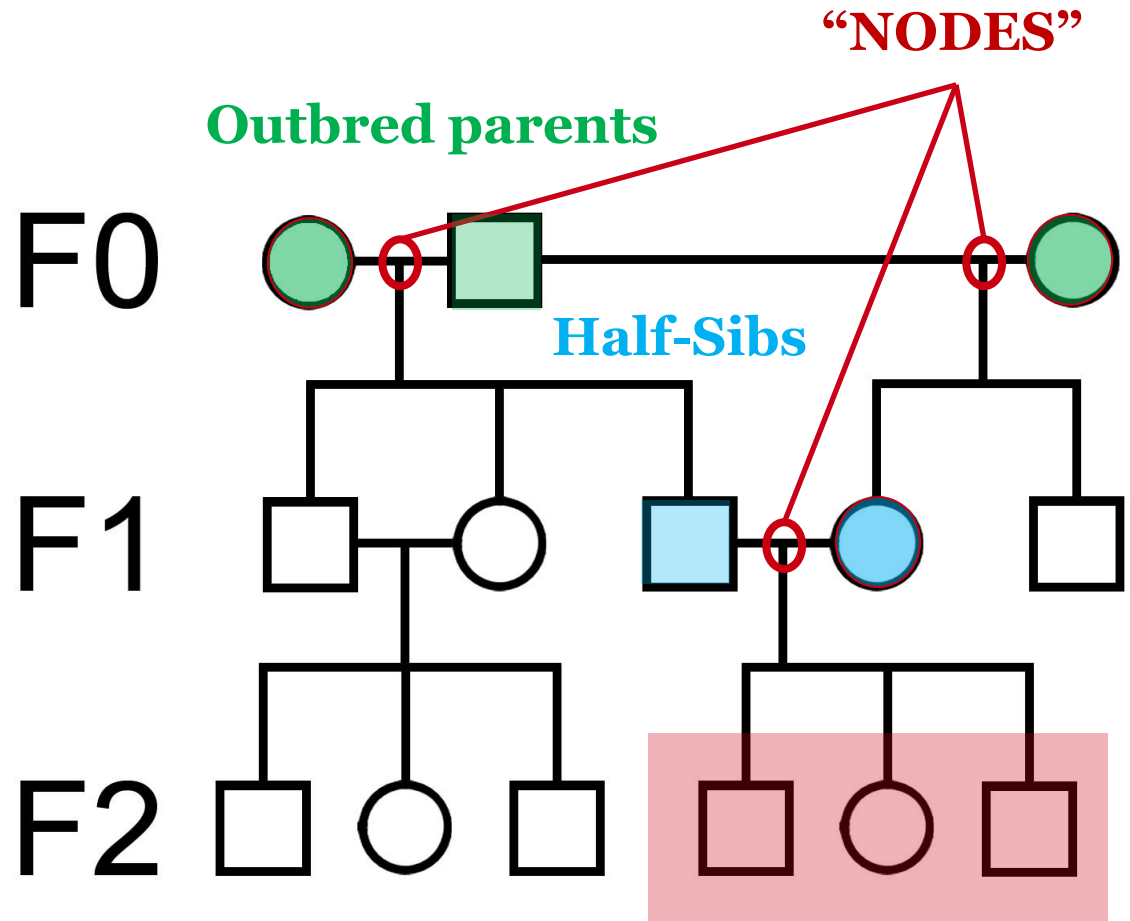 “NODES”
Outbred parents
F0
Half-Sibs
F1
F2